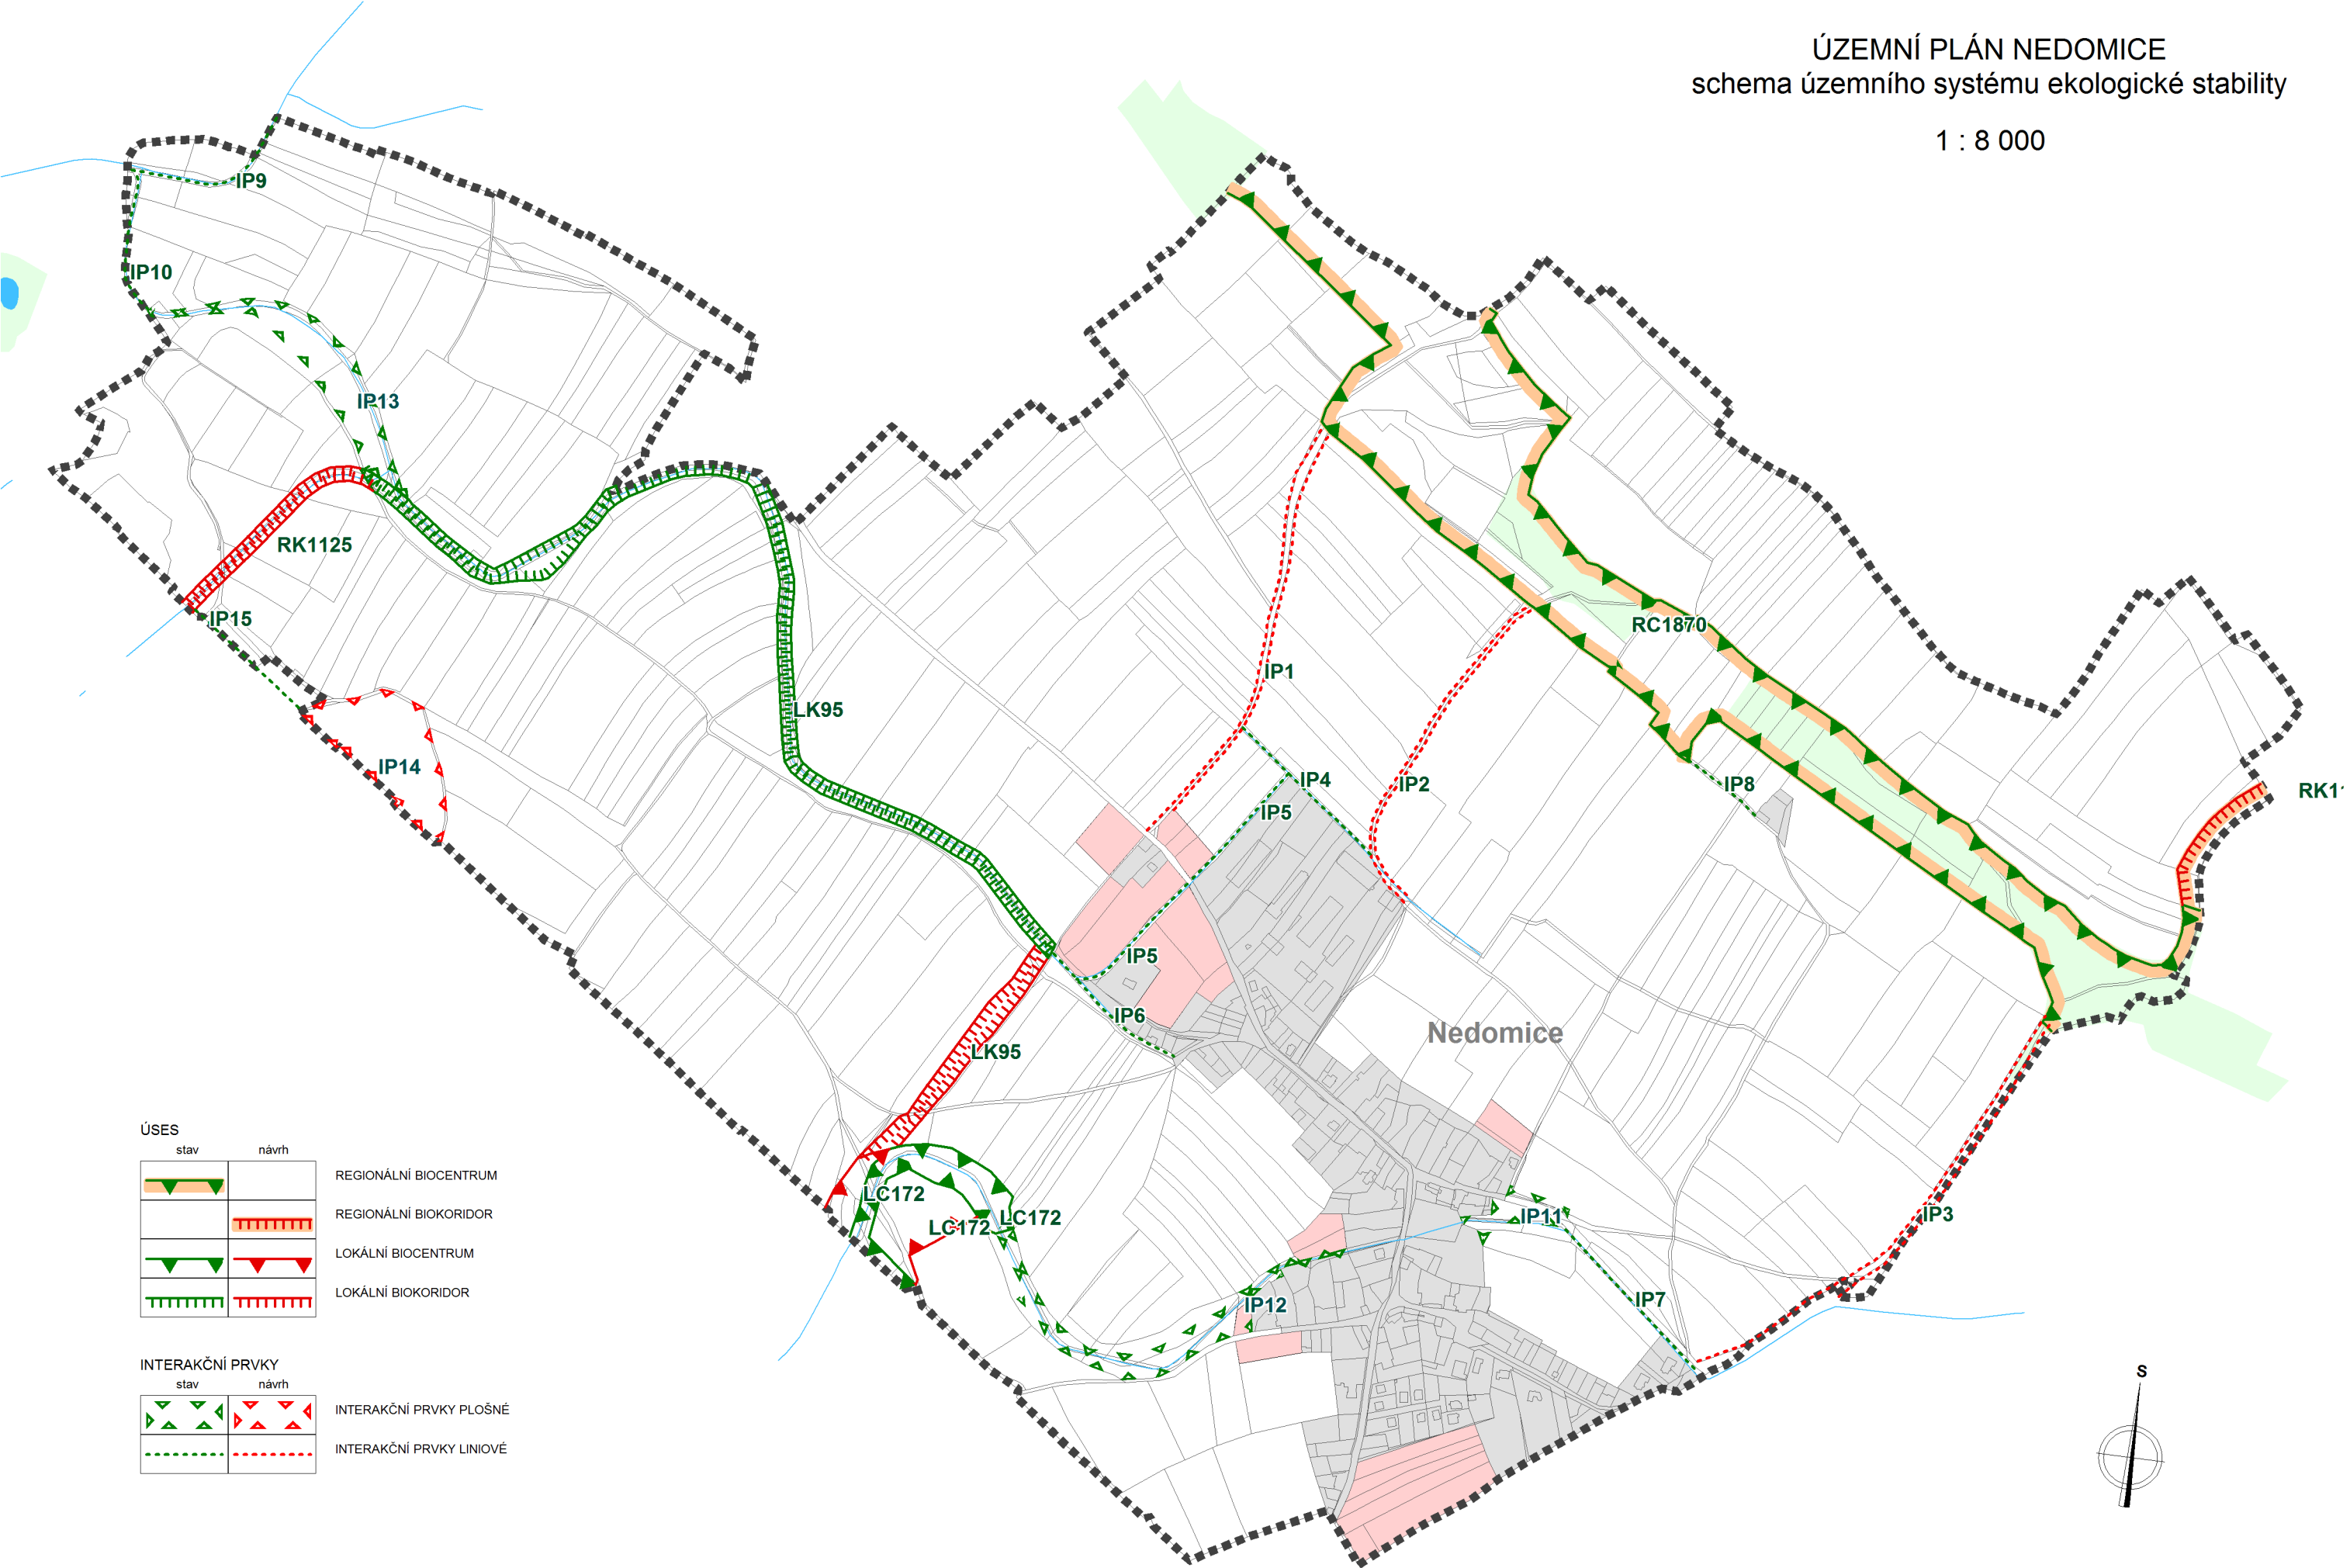 ÚZEMNÍ PLÁN NEDOMICE
schema územního systému ekologické stability
1 : 8 000
IP9
IP10
IP13
RK1125
IP15
RC1870
IP1
LK95
IP14
IP4
IP2
IP8
RK11
IP5
IP5
IP6
Nedomice
LK95
LC172
LC172
LC172
IP11
IP3
IP12
IP7
ÚSES
stav návrh
REGIONÁLNÍ BIOCENTRUM
REGIONÁLNÍ BIOKORIDOR
LOKÁLNÍ BIOCENTRUM
LOKÁLNÍ BIOKORIDOR
INTERAKČNÍ PRVKY
stav návrh
INTERAKČNÍ PRVKY PLOŠNÉ
INTERAKČNÍ PRVKY LINIOVÉ
S